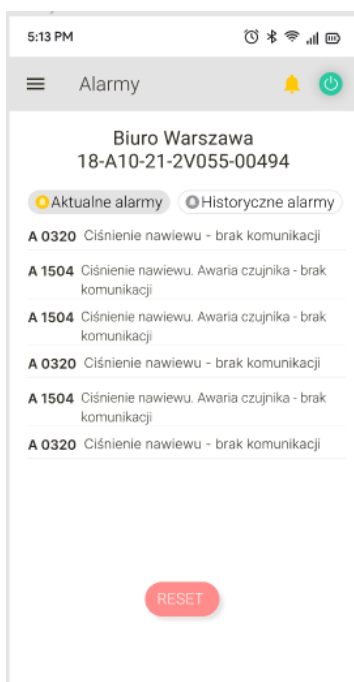 5:13 PM
Alarmy
Biuro Warszawa
18-A10-21-2V055-00494
Aktualne alarmy Historyczne alarmy
A 0320 Ciśnienie nawiewu - brak komunikacji
A 1504 Ciśnienie nawiewu. Awaria czujnika - brak
komunikacji
A 1504 Ciśnienie nawiewu. Awaria czujnika - brak
komunikacji
A 0320 Ciśnienie nawiewu - brak komunikacji
A 1504 Ciśnienie nawiewu. Awaria czujnika - brak
komunikacji
A 0320 Ciśnienie nawiewu - brak komunikacji
RESET